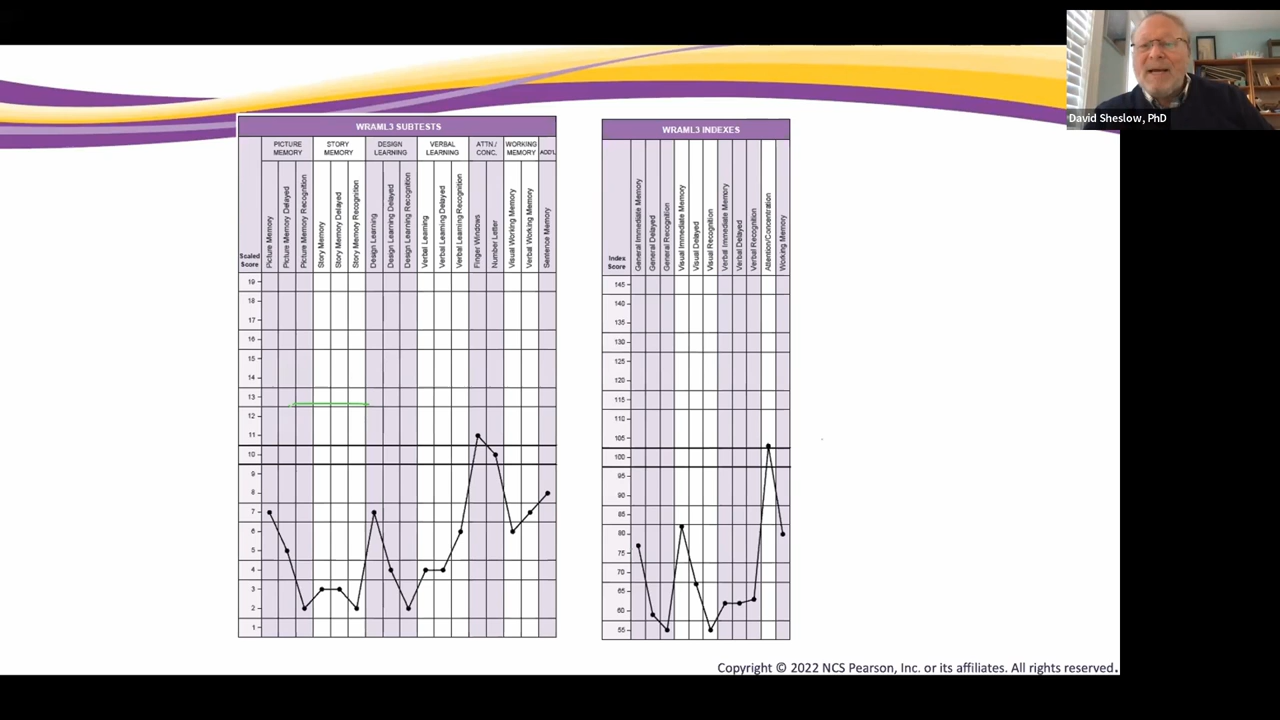 David Sheslow, PhD
WRAML3 SUBTESTS
PICTURE MEMORY
STORY MEMORY
DESIGN LEARNING
VERBAL LEARNING
ATTN./ CONC.
WORKING MEMORY
ADD'L
Scaled Score
Picture Memory
Picture Memory Delayed
Picture Memory Recognition
Story Memory
Story Memory Delayed
Story Memory Recognition
Design Learning
Design Learning Delayed
Design Learning Recognition
Verbal Learning
Verbal Learning Delayed
Verbal Learning Recognition
Finger Windows
Number Letter
Visual Working Memory
Verbal Working Memory
Sentence Memory
19
18
17
16
15
14
13
12
11
10
9
8
7
6
5
4
3
2
1
WRAML3 INDEXES
Index Score
General Immediate Memory
General Delayed
General Recognition
Visual Immediate Memory
Visual Delayed
Visual Recognition
Verbal Immediate Memory
Verbal Delayed
Verbal Recognition
Attention/Concentration
Working Memory
145
140
135
130
125
120
115
110
105
100
95
90
85
80
75
70
65
60
55
Copyright © 2022 NCS Pearson, Inc. or its affiliates. All rights reserved.